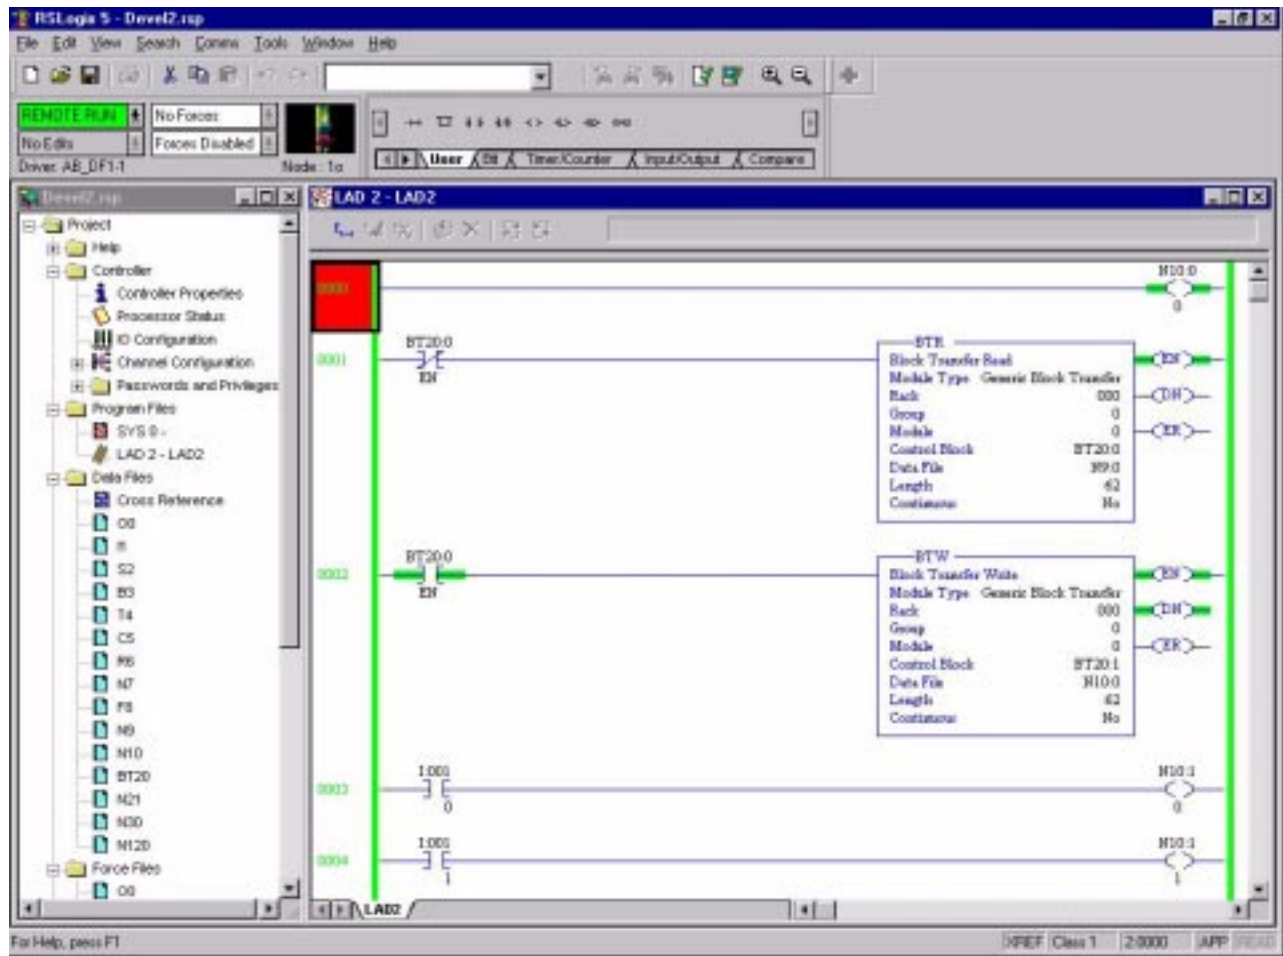 RSLogix 5 - Devel2.rsp
File Edit View Search Comms Tools Window Help
REMOTE RUN
No Forces
No Edits
Forces Disabled
Driver: AB_DF1-1
Node: 1o
User Bit Timer/Counter Input/Output Compare
Devel2.rsp
Project
Help
Controller
Controller Properties
Processor Status
IO Configuration
Channel Configuration
Passwords and Privileges
Program Files
SYS 0 -
LAD 2 - LAD2
Data Files
Cross Reference
O0
I1
S2
B3
T4
C5
R6
N7
F8
N9
N10
BT20
N21
N30
N120
Force Files
O0
LAD 2 - LAD2
0000
N10:0
0
0001
BT20:0
EN
BTR
Block Transfer Read
Module Type Generic Block Transfer
Rack 000
Group 0
Module 0
Control Block BT20:0
Data File N9:0
Length 62
Continuous No
EN
DN
ER
0002
BT20:0
EN
BTW
Block Transfer Write
Module Type Generic Block Transfer
Rack 000
Group 0
Module 0
Control Block BT20:1
Data File N10:0
Length 62
Continuous No
EN
DN
ER
0003
I:001
0
N10:1
0
0004
I:001
1
N10:1
1
LAD2
For Help, press F1
XREF Class 1 2:0000 APP READ